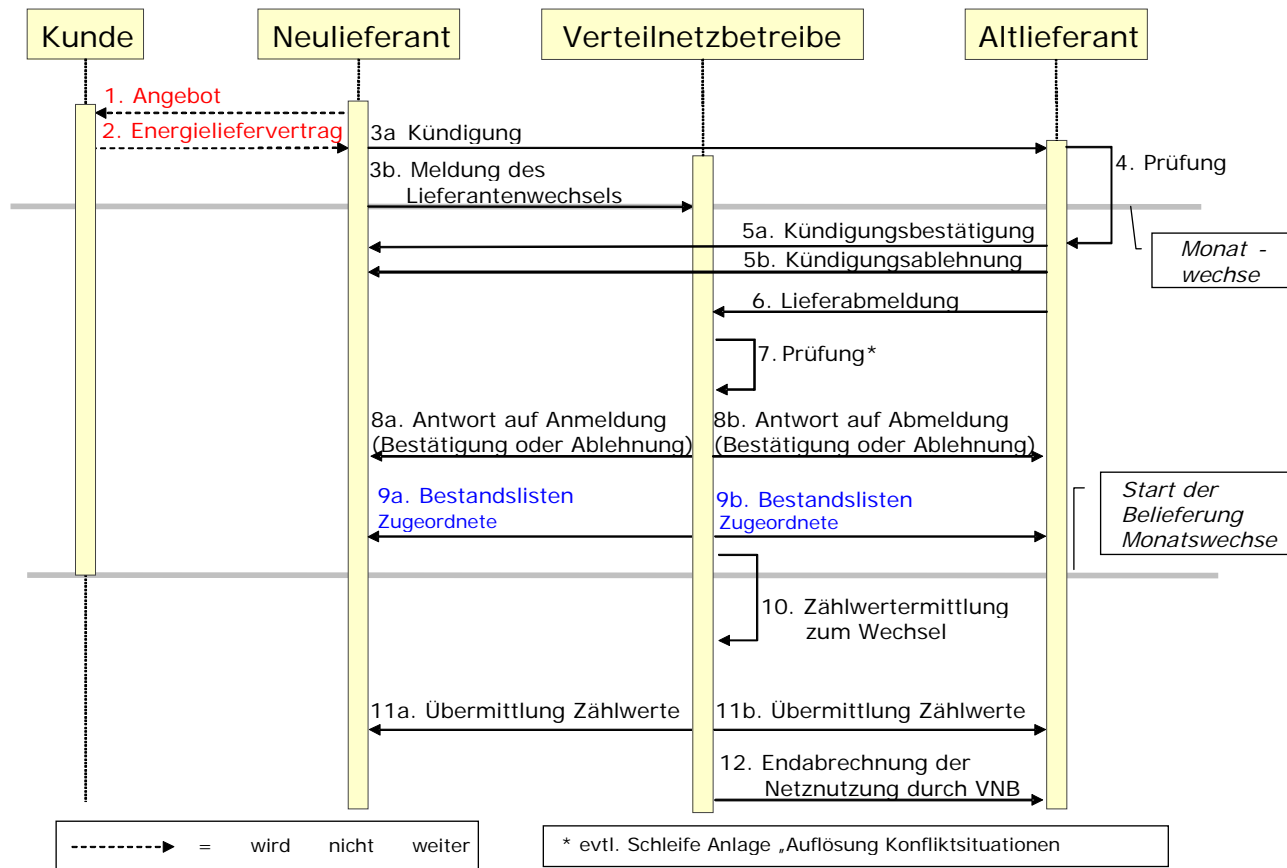 Kunde
Neulieferant
Verteilnetzbetreibe
Altlieferant
1. Angebot
2. Energieliefervertrag
3a Kündigung
3b. Meldung des
Lieferantenwechsels
4. Prüfung
5a. Kündigungsbestätigung
5b. Kündigungsablehnung
Monat -
wechse
6. Lieferabmeldung
7. Prüfung*
8a. Antwort auf Anmeldung
(Bestätigung oder Ablehnung)
8b. Antwort auf Abmeldung
(Bestätigung oder Ablehnung)
9a. Bestandslisten
Zugeordnete
9b. Bestandslisten
Zugeordnete
Start der
Belieferung
Monatswechse
10. Zählwertermittlung
zum Wechsel
11a. Übermittlung Zählwerte
11b. Übermittlung Zählwerte
12. Endabrechnung der
Netznutzung durch VNB
= wird nicht weiter
* evtl. Schleife Anlage „Auflösung Konfliktsituationen